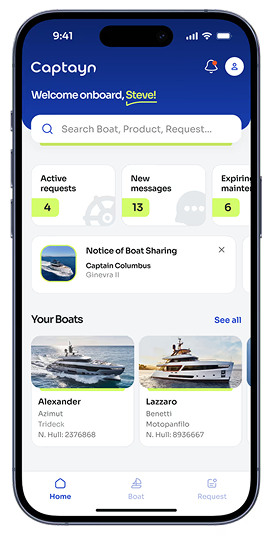 9:41
Captayn
Welcome onboard, Steve!
Search Boat, Product, Request...
Active
requests
4
New
messages
13
Expiring
6
Notice of Boat Sharing
Captain Columbus
Ginevra II
Your Boats
See all
Alexander
Azimut
Trideck
N. Hull: 2376868
Lazzaro
Benetti
Motopanfilo
N. Hull: 8936667
Home
Boat
Request